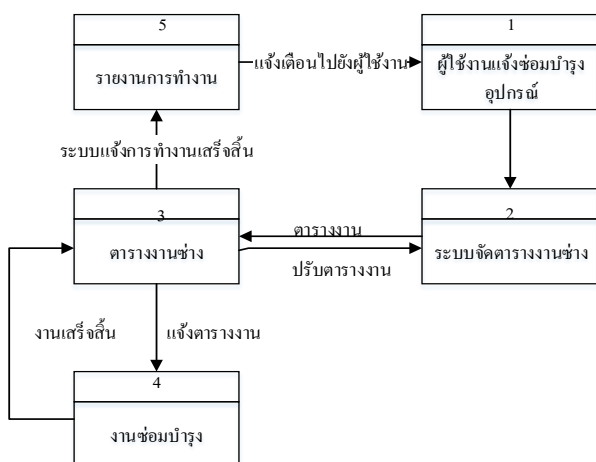 5
รายงานการทำงาน
แจ้งเตือนไปยังผู้ใช้งาน
1
ผู้ใช้งานแจ้งซ่อมบำรุง
อุปกรณ์
ระบบแจ้งการทำงานเสร็จสิ้น
3
ตารางงานช่าง
ตารางงาน
ปรับตารางงาน
2
ระบบจัดตารางงานช่าง
งานเสร็จสิ้น
แจ้งตารางงาน
4
งานซ่อมบำรุง